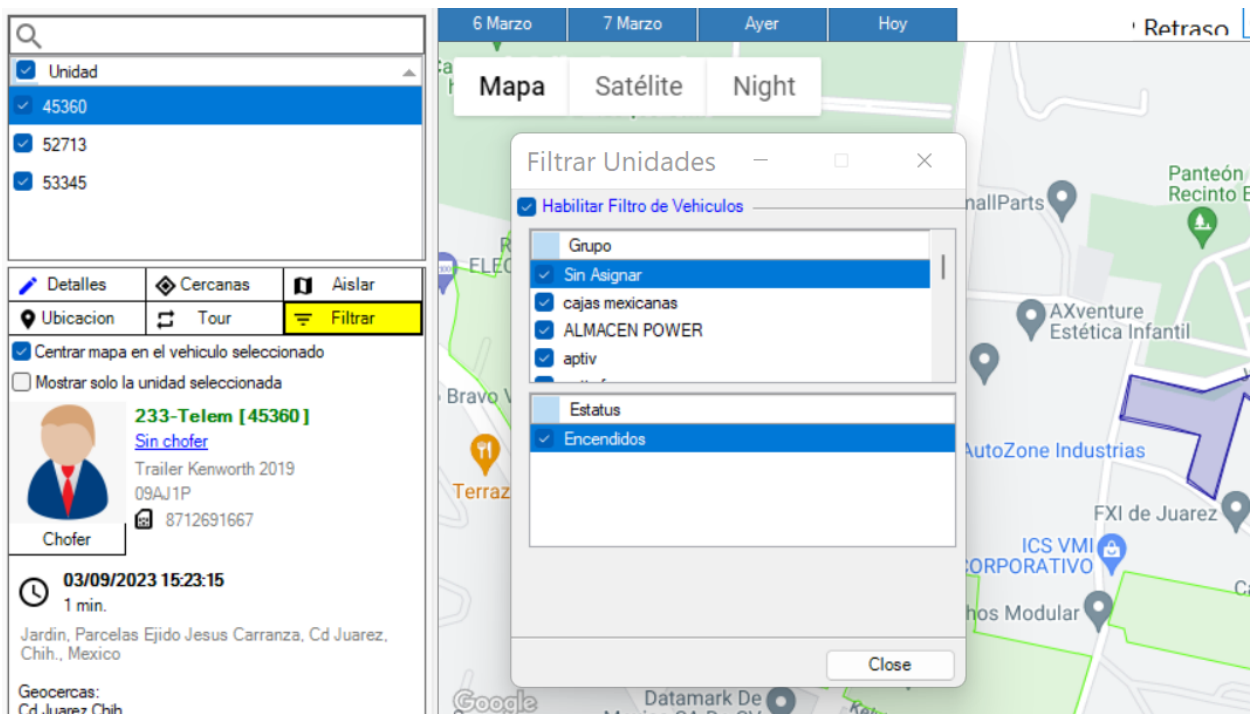 Unidad
45360
52713
53345
Detalles
Cercanas
Aislar
Ubicacion
Tour
Filtrar
Centrar mapa en el vehiculo seleccionado
Mostrar solo la unidad seleccionada
233-Telem [45360]
Sin chofer
Trailer Kenworth 2019
09AJ1P
8712691667
Chofer
03/09/2023 15:23:15
1 min.
Jardin, Parcelas Ejido Jesus Carranza, Cd Juarez,
Chih., Mexico
Geocercas:
Cd Juarez Chih
6 Marzo
7 Marzo
Ayer
Hoy
Retraso
Mapa
Satélite
Night
Filtrar Unidades
Habilitar Filtro de Vehiculos
Grupo
Sin Asignar
cajas mexicanas
ALMACEN POWER
aptiv
Estatus
Encendidos
Close
Panteón
Recinto
nallParts
AXventure
Estética Infantil
AutoZone Industrias
FXI de Juarez
ICS VMI
CORPORATIVO
hos Modular
ELEC
Bravo
Terraz
Google
Datamark De